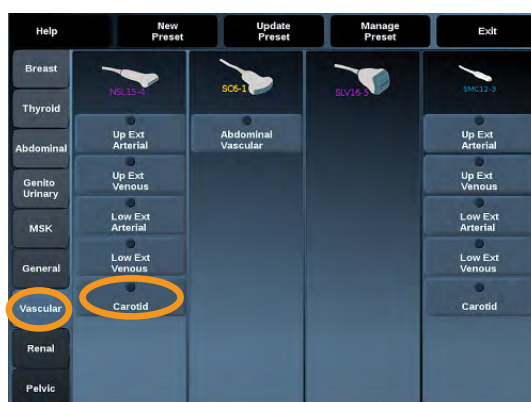 Help
New
Preset
Update
Preset
Manage
Preset
Exit
Breast
Thyroid
Abdominal
Genito
Urinary
MSK
General
Vascular
Renal
Pelvic
NSL15-4
Up Ext
Arterial
Up Ext
Venous
Low Ext
Arterial
Low Ext
Venous
Carotid
SC6-1
Abdominal
Vascular
SLV16-5
SMC12-3
Up Ext
Arterial
Up Ext
Venous
Low Ext
Arterial
Low Ext
Venous
Carotid